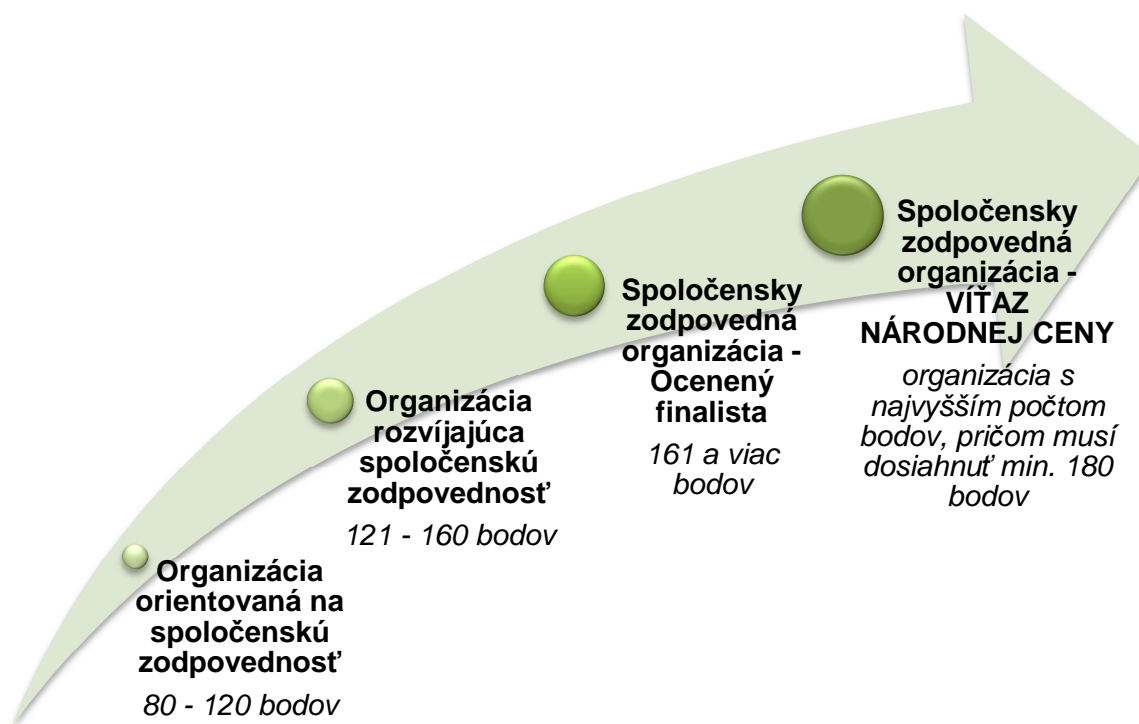 Organizácia
orientovaná na
spoločenskú
zodpovednosť
80 - 120 bodov
Organizácia
rozvíjajúca
spoločenskú
zodpovednosť
121 - 160 bodov
Spoločensky
zodpovedná
organizácia -
Ocenený
finalista
161 a viac
bodov
Spoločensky
zodpovedná
organizácia -
VÍŤAZ
NÁRODNEJ CENY
organizácia s
najvyšším počtom
bodov, pričom musí
dosiahnuť min. 180
bodov